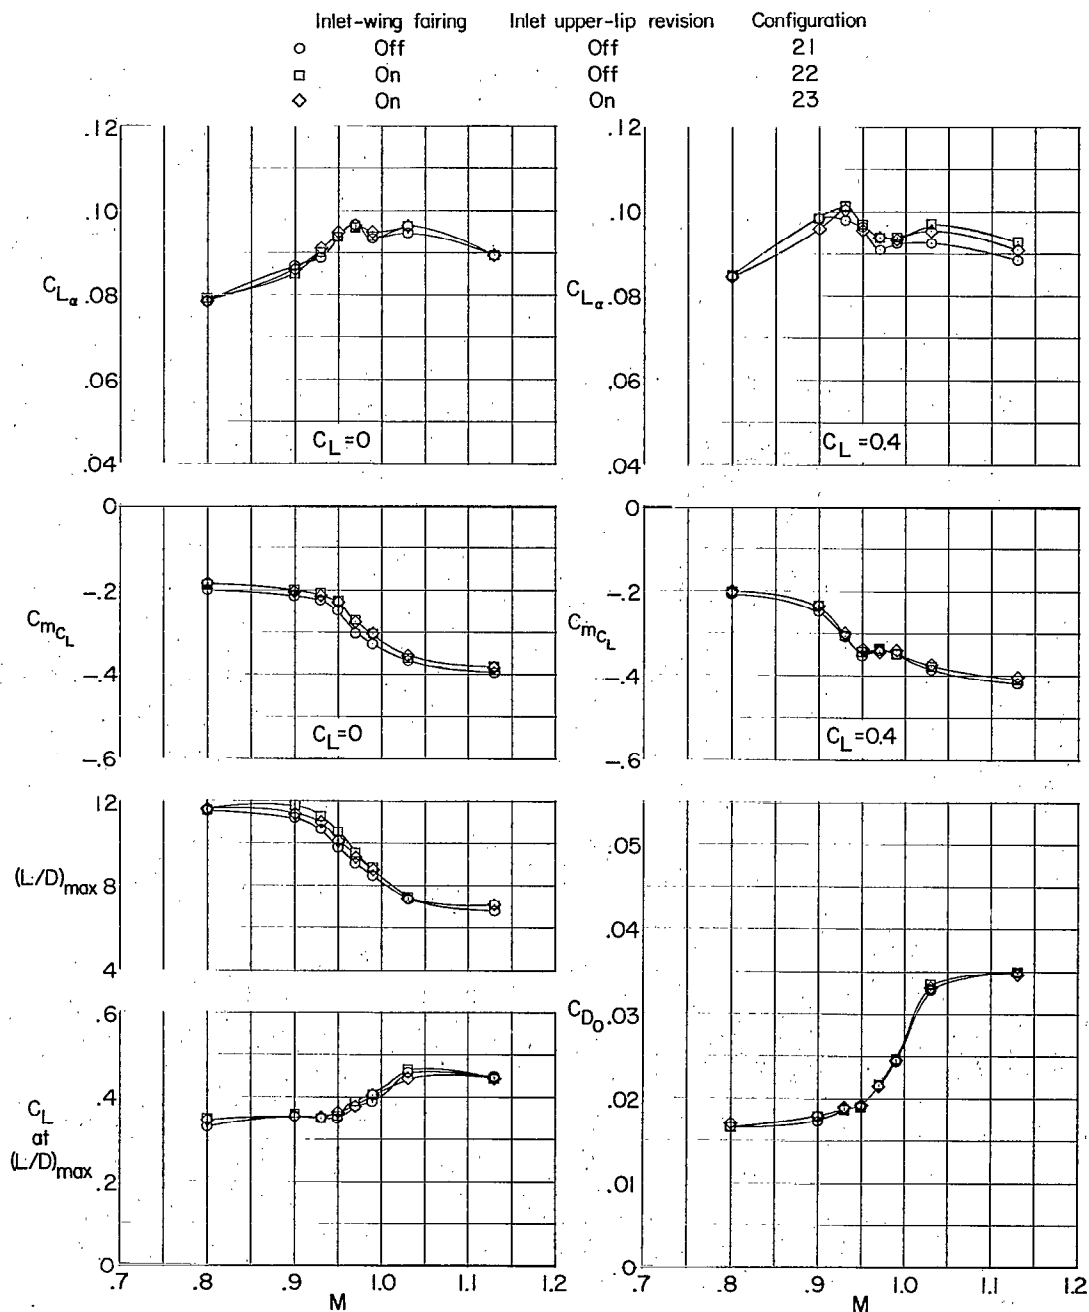 Inlet-wing fairing Inlet upper-lip revision Configuration
Off Off 21
On Off 22
On On 23
.12
.10
C_Lα .08
.06
C_L=0
.04
.12
.10
C_Lα .08
.06
C_L=0.4
.04
0
-.2
C_mC_L
-.4
C_L=0
-.6
0
-.2
C_mC_L
-.4
C_L=0.4
-.6
12
(L/D)max 8
4
.6
C_L .4
at
(L/D)max .2
0
.7 .8 .9 1.0 1.1 1.2
M
.05
.04
C_D0 .03
.02
.01
0
.7 .8 .9 1.0 1.1 1.2
M